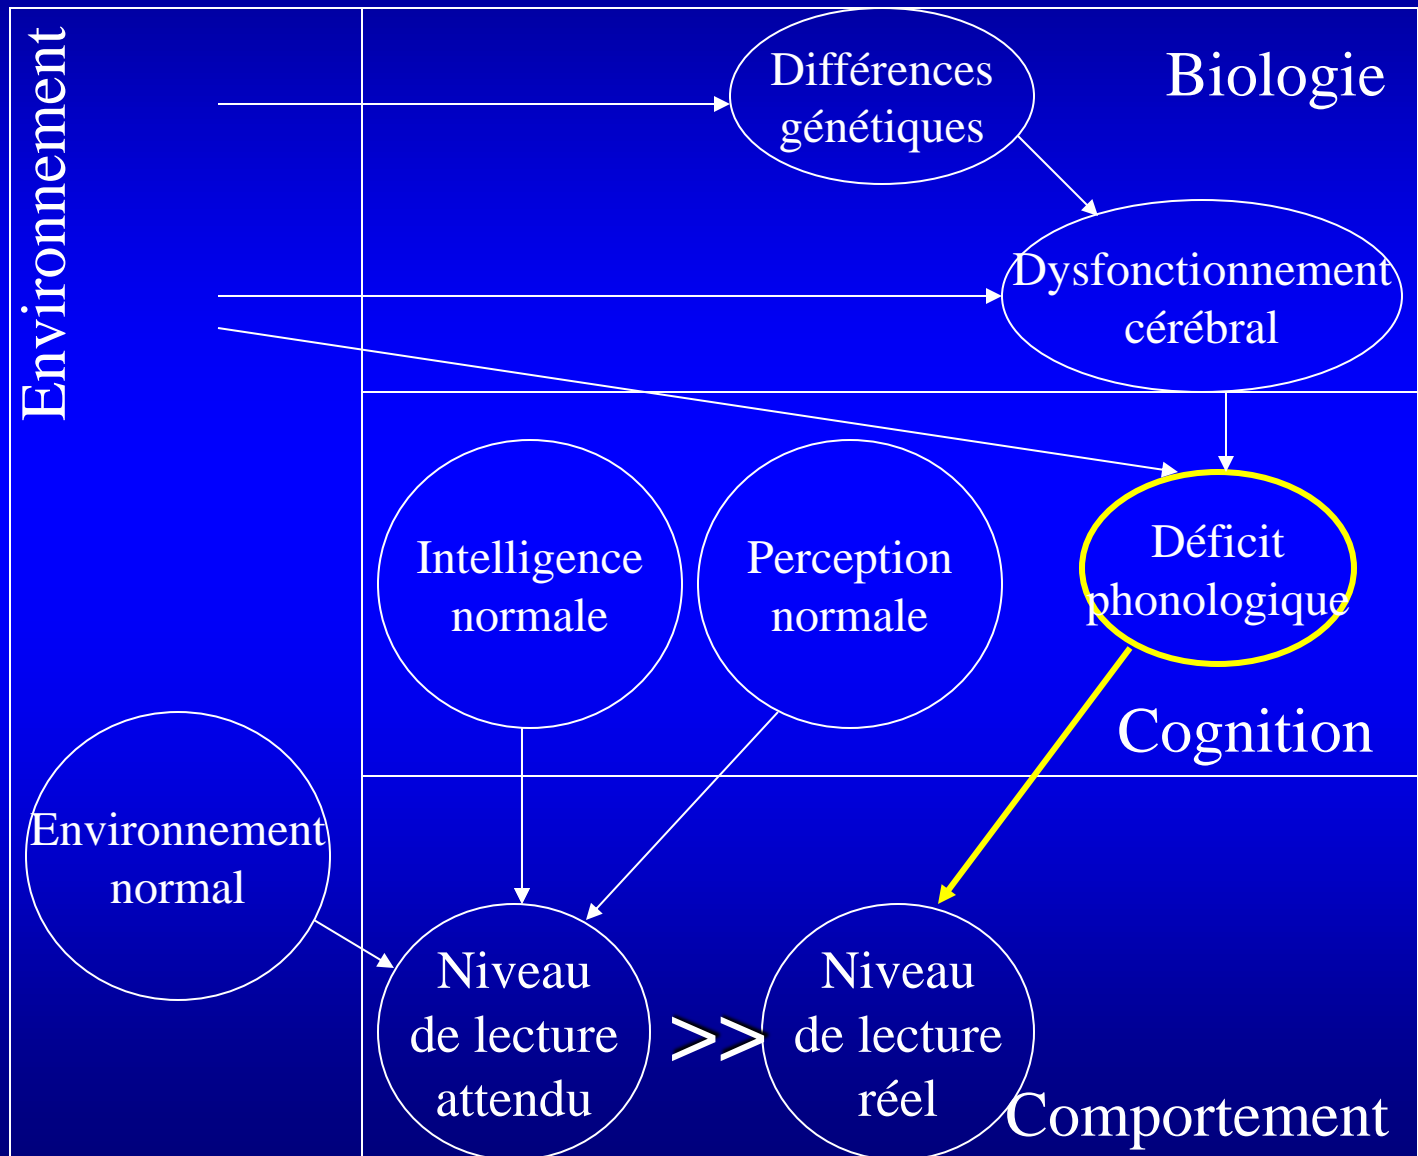 Environnement
Différences
génétiques
Biologie
Dysfonctionnement
cérébral
Intelligence
normale
Perception
normale
Déficit
phonologique
Cognition
Environnement
normal
Niveau
de lecture
attendu
>>
Niveau
de lecture
réel
Comportement